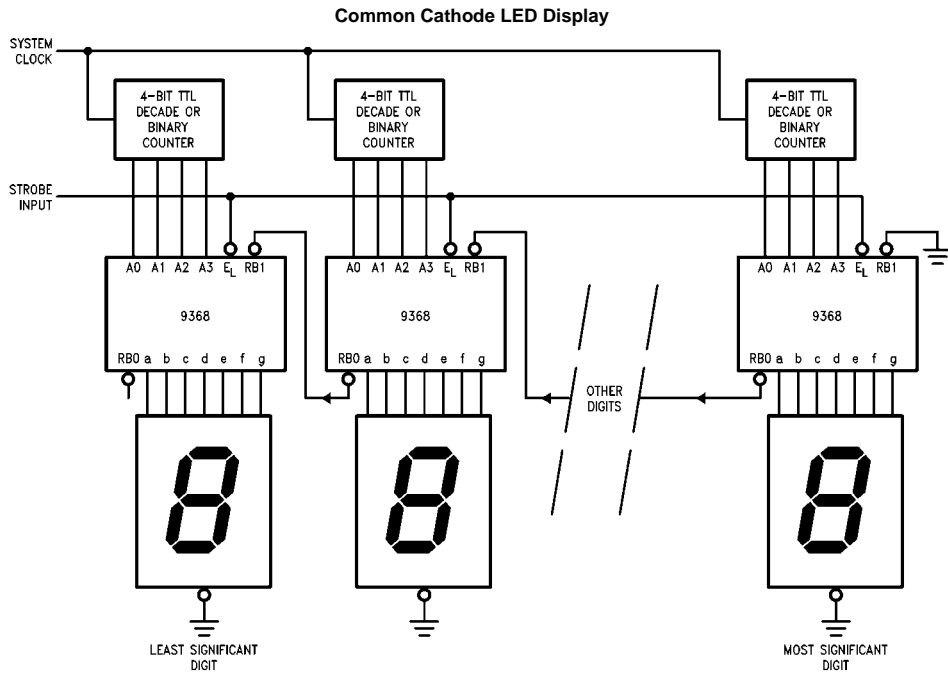 Common Cathode LED Display
SYSTEM
CLOCK
4-BIT TTL
DECADE OR
BINARY
COUNTER
4-BIT TTL
DECADE OR
BINARY
COUNTER
4-BIT TTL
DECADE OR
BINARY
COUNTER
STROBE
INPUT
A0 A1 A2 A3 EL RB1
9368
RB0 a b c d e f g
A0 A1 A2 A3 EL RB1
9368
RB0 a b c d e f g
OTHER
DIGITS
A0 A1 A2 A3 EL RB1
9368
RB0 a b c d e f g
8
8
8
LEAST SIGNIFICANT
DIGIT
MOST SIGNIFICANT
DIGIT